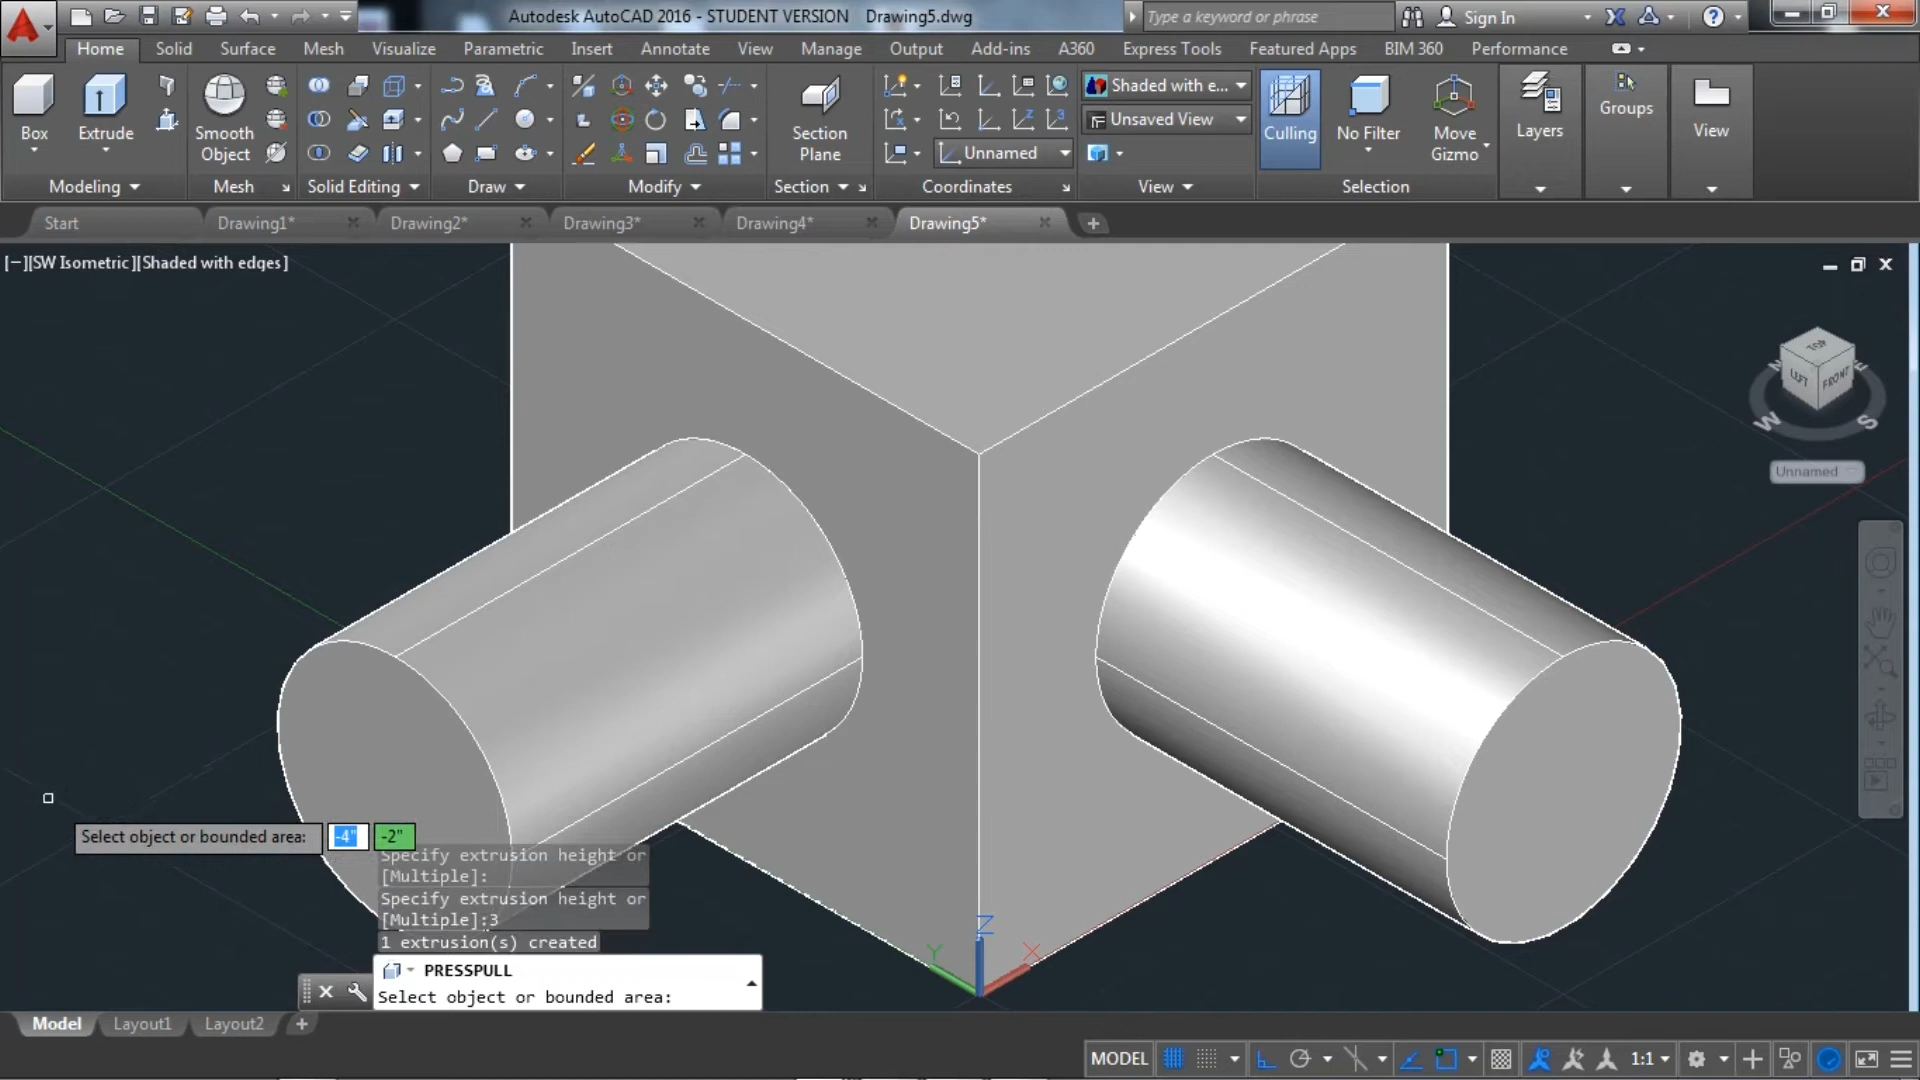 Autodesk AutoCAD 2016 - STUDENT VERSION Drawing5.dwg
Type a keyword or phrase
Sign In
Home Solid Surface Mesh Visualize Parametric Insert Annotate View Manage Output Add-ins A360 Express Tools Featured Apps BIM 360 Performance
Box
Extrude
Smooth
Object
Section
Plane
Shaded with e...
Unsaved View
Unnamed
Culling
No Filter
Move
Gizmo
Layers
Groups
View
Modeling Mesh Solid Editing Draw Modify Section Coordinates View Selection
Start Drawing1* Drawing2* Drawing3* Drawing4* Drawing5*
[−][SW Isometric][Shaded with edges]
TOP
LEFT FRONT
N E
W S
Unnamed
Select object or bounded area: -4" -2"
Specify extrusion height or
[Multiple]:
Specify extrusion height or
[Multiple]:3
1 extrusion(s) created
PRESSPULL
Select object or bounded area:
Z
Y X
Model Layout1 Layout2
MODEL 1:1